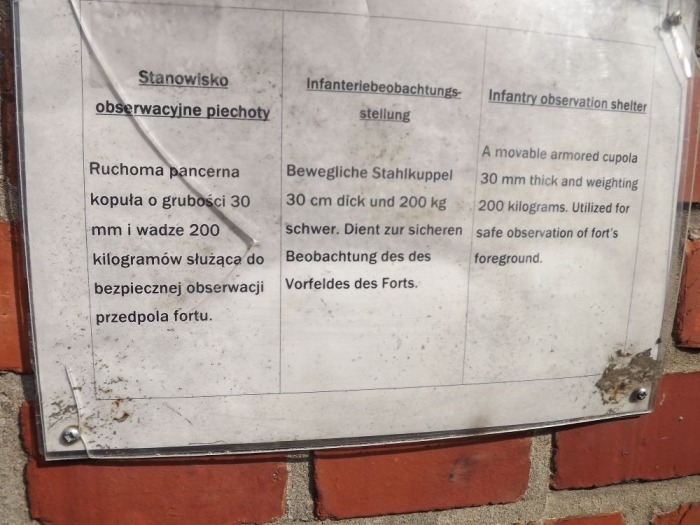 Stanowisko
obserwacyjne piechoty
Ruchoma pancerna
kopuła o grubości 30
mm i wadze 200
kilogramów służąca do
bezpiecznej obserwacji
przedpola fortu.
Infanteriebeobachtungs-
stellung
Bewegliche Stahlkuppel
30 cm dick und 200 kg
schwer. Dient zur sicheren
Beobachtung des des
Vorfeldes des Forts.
Infantry observation shelter
A movable armored cupola
30 mm thick and weighting
200 kilograms. Utilized for
safe observation of fort's
foreground.